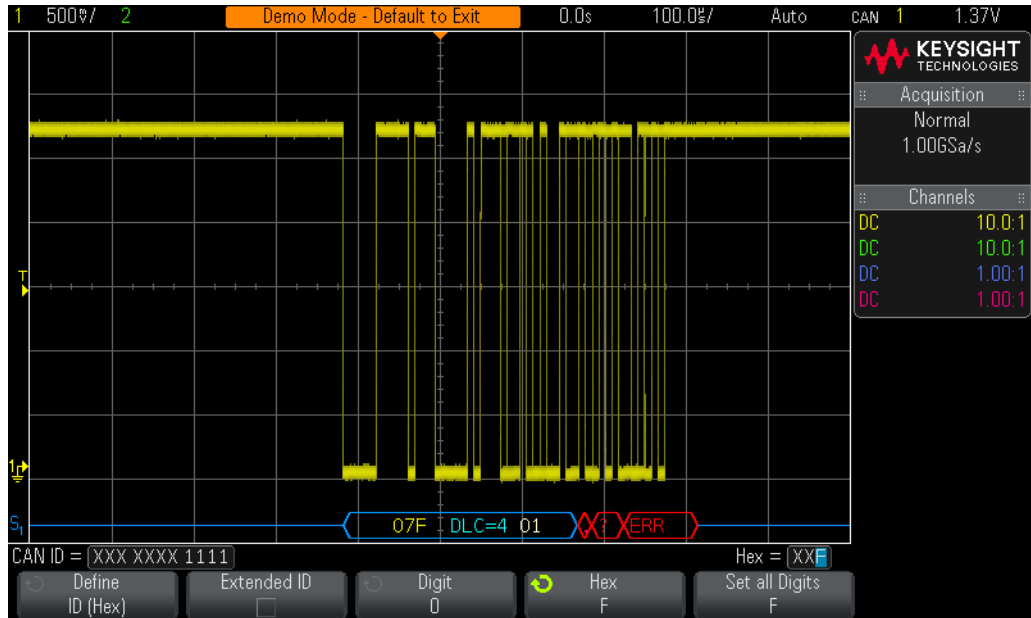 1 500mV/ 2 Demo Mode - Default to Exit 0.0s 100.0µs/ Auto CAN 1 1.37V
KEYSIGHT
TECHNOLOGIES
Acquisition
Normal
1.00GSa/s
Channels
DC 10.0:1
DC 10.0:1
DC 1.00:1
DC 1.00:1
T
1
S1 07F DLC=4 01 ? ERR
CAN ID = XXX XXXX 1111 Hex = XXF
Define Extended ID Digit Hex Set all Digits
ID (Hex) 0 F F